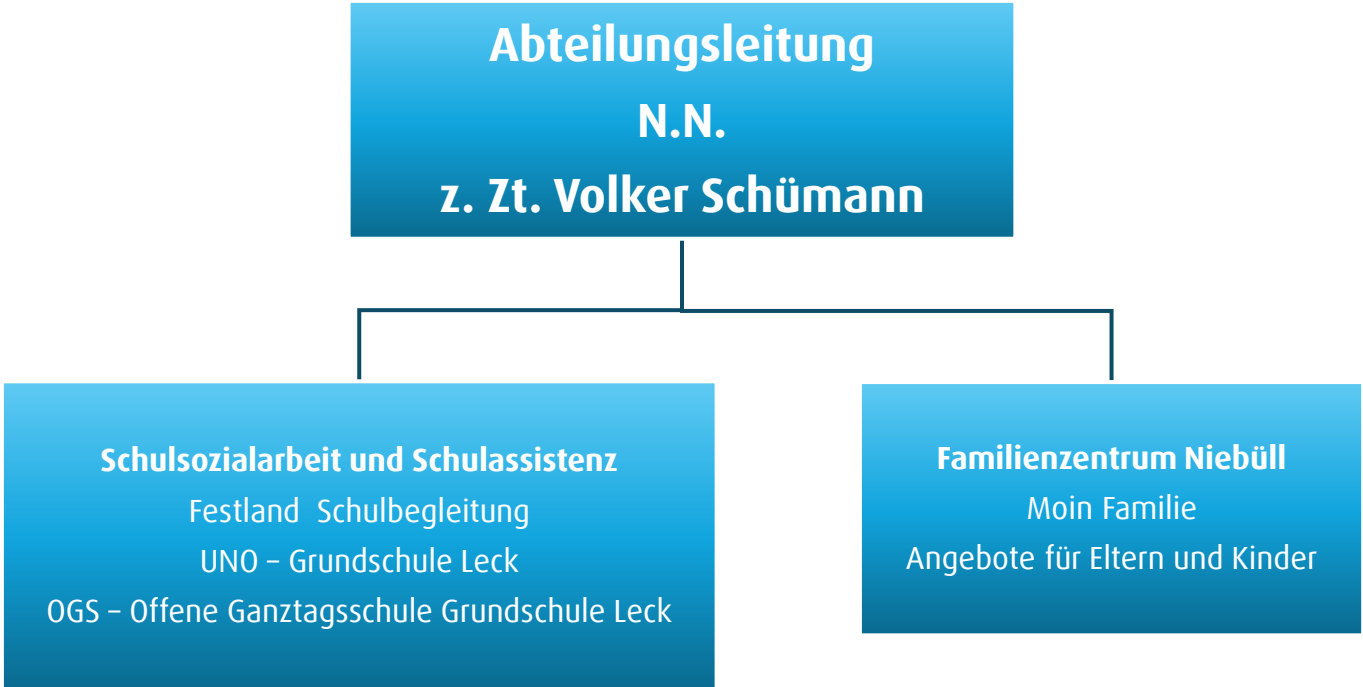 Abteilungsleitung
N.N.
z. Zt. Volker Schümann
Schulsozialarbeit und Schulassistenz
Festland Schulbegleitung
UNO – Grundschule Leck
OGS – Offene Ganztagsschule Grundschule Leck
Familienzentrum Niebüll
Moin Familie
Angebote für Eltern und Kinder